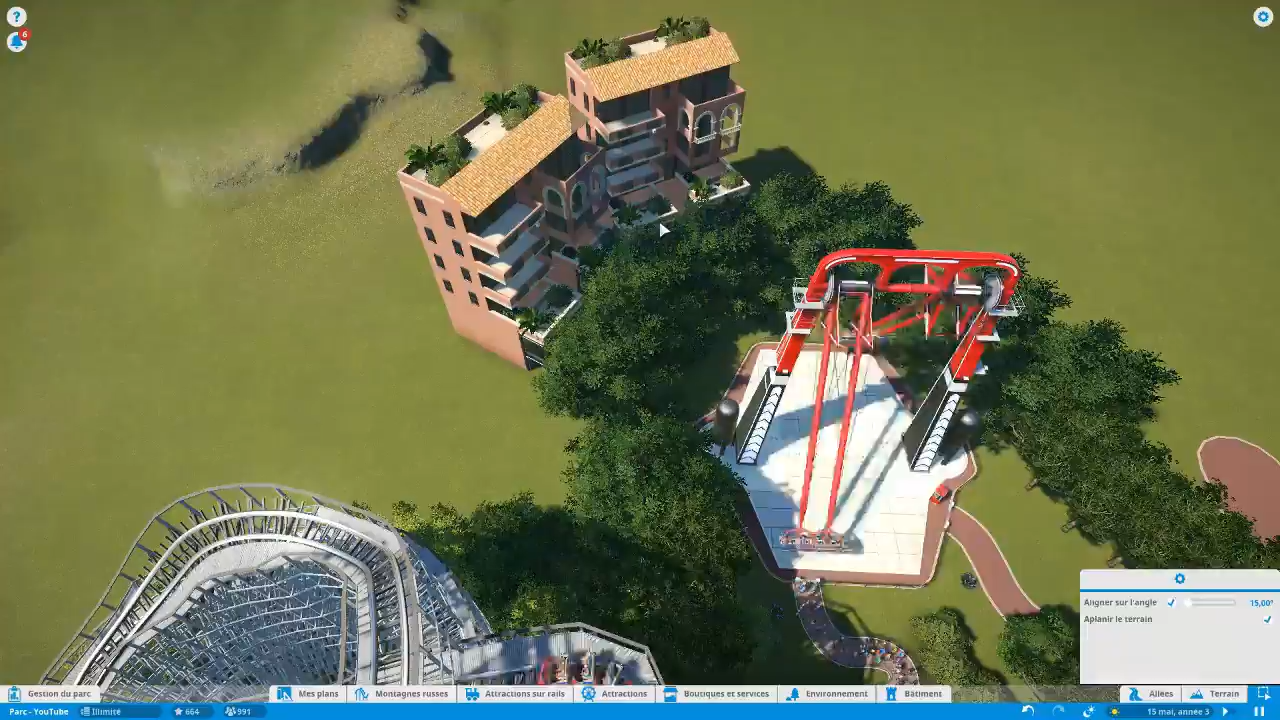 ?
6
Aligner sur l'angle 15,00°
Aplanir le terrain
Gestion du parc
Mes plans
Montagnes russes
Attractions sur rails
Attractions
Boutiques et services
Environnement
Bâtiment
Allées
Terrain
Parc - YouTube
Illimité
664
991
15 mai, année 3